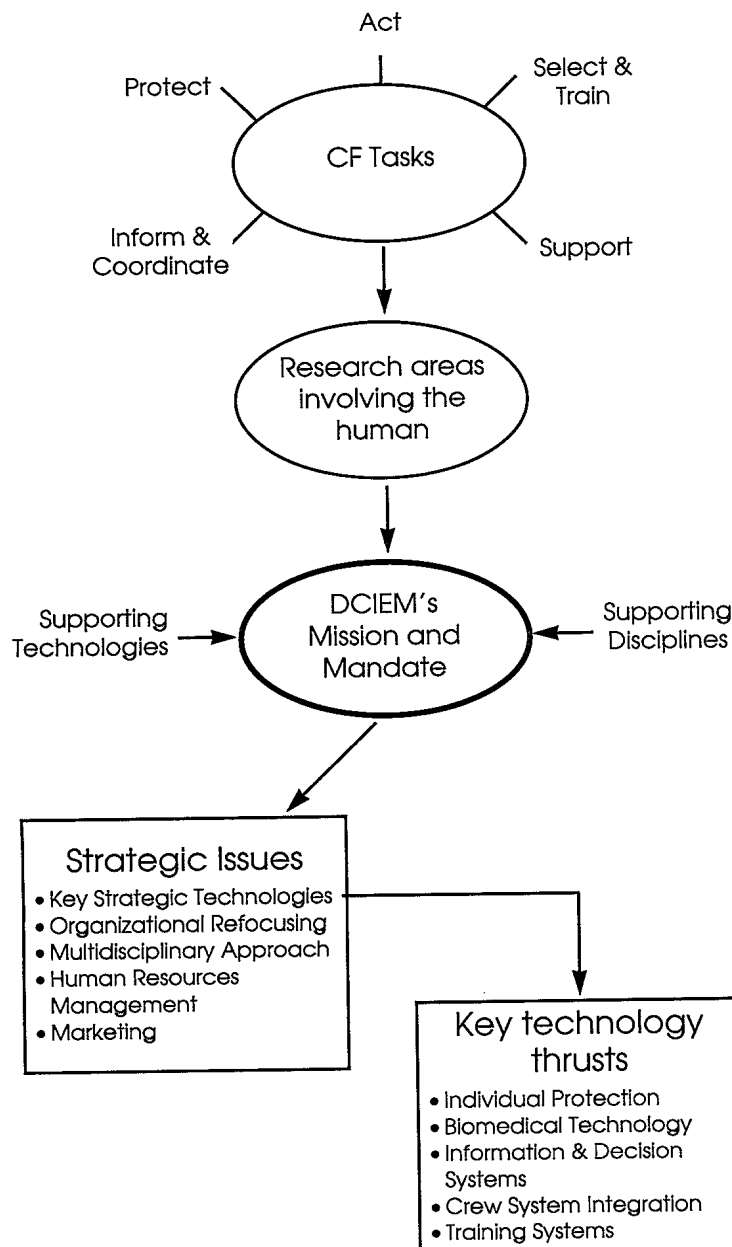 Act
Protect
Select &
Train
CF Tasks
Inform &
Coordinate
Support
Research areas
involving the
human
Supporting
Technologies
DCIEM's
Mission and
Mandate
Supporting
Disciplines
Strategic Issues
• Key Strategic Technologies
• Organizational Refocusing
• Multidisciplinary Approach
• Human Resources
Management
• Marketing
Key technology
thrusts
• Individual Protection
• Biomedical Technology
• Information & Decision
Systems
• Crew System Integration
• Training Systems